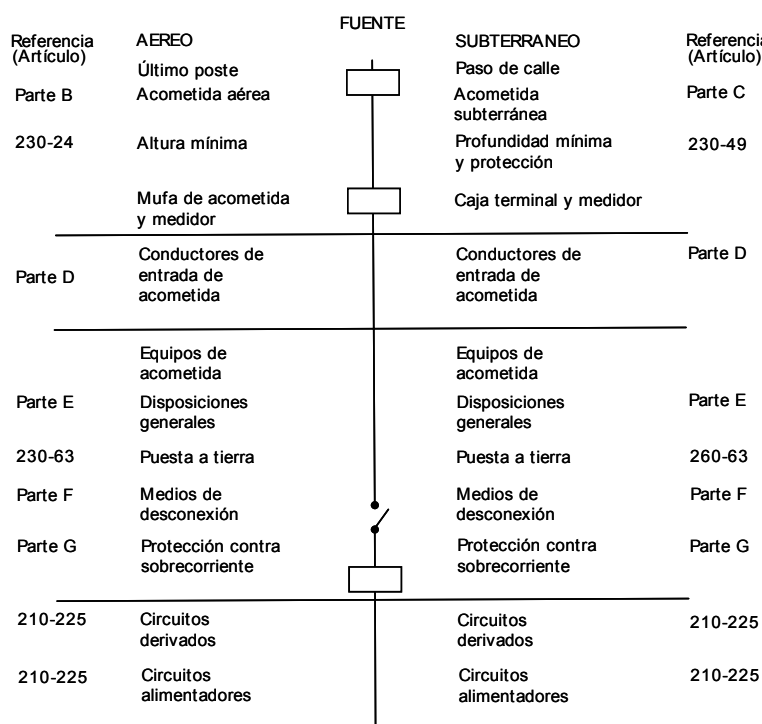 FUENTE
Referencia AEREO SUBTERRANEO Referencia
(Artículo) (Artículo)
Último poste Paso de calle
Parte B Acometida aérea Acometida Parte C
subterránea
230-24 Altura mínima Profundidad mínima 230-49
y protección
Mufa de acometida Caja terminal y medidor
y medidor
Conductores de Conductores de Parte D
Parte D entrada de entrada de
acometida acometida
Equipos de Equipos de
acometida acometida
Parte E Disposiciones Disposiciones Parte E
generales generales
230-63 Puesta a tierra Puesta a tierra 260-63
Parte F Medios de Medios de Parte F
desconexión desconexión
Parte G Protección contra Protección contra Parte G
sobrecorriente sobrecorriente
210-225 Circuitos Circuitos 210-225
derivados derivados
210-225 Circuitos Circuitos 210-225
alimentadores alimentadores